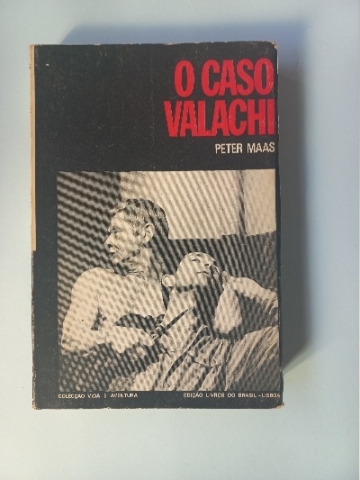 O CASO
VALACHI
PETER MAAS
COLECÇÃO VIDA E AVENTURA
EDIÇÃO LIVROS DO BRASIL - LISBOA